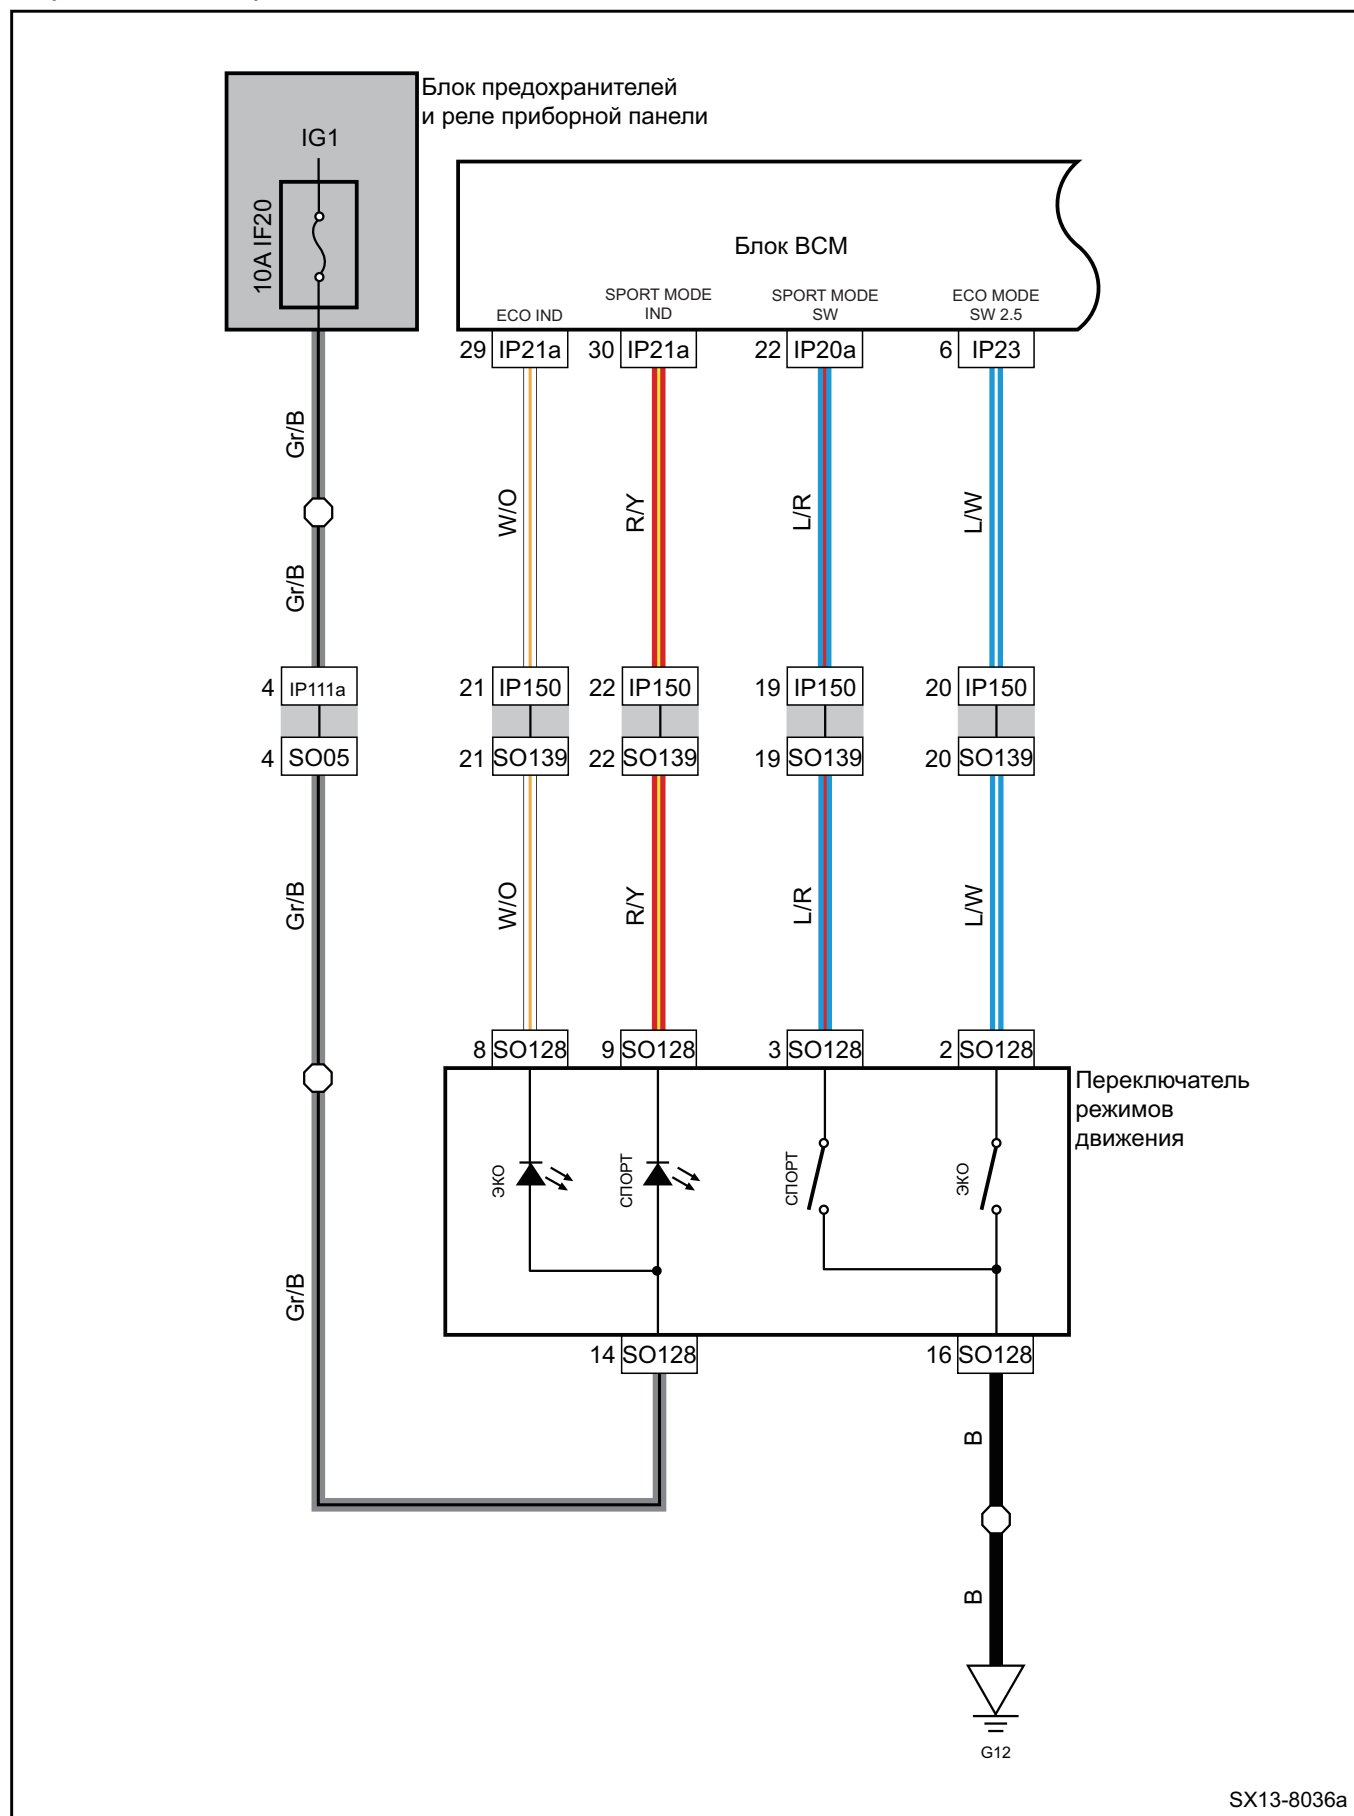 Блок предохранителей
и реле приборной панели
IG1
10A IF20
Блок BCM
ECO IND
SPORT MODE
IND
SPORT MODE
SW
ECO MODE
SW 2.5
29 IP21a
30 IP21a
22 IP20a
6 IP23
Gr/B
W/O
R/Y
L/R
L/W
Gr/B
4 IP111a
21 IP150
22 IP150
19 IP150
20 IP150
4 SO05
21 SO139
22 SO139
19 SO139
20 SO139
Gr/B
W/O
R/Y
L/R
L/W
8 SO128
9 SO128
3 SO128
2 SO128
Переключатель
режимов
движения
ЭКО
СПОРТ
СПОРТ
ЭКО
Gr/B
14 SO128
16 SO128
B
B
G12
SX13-8036a